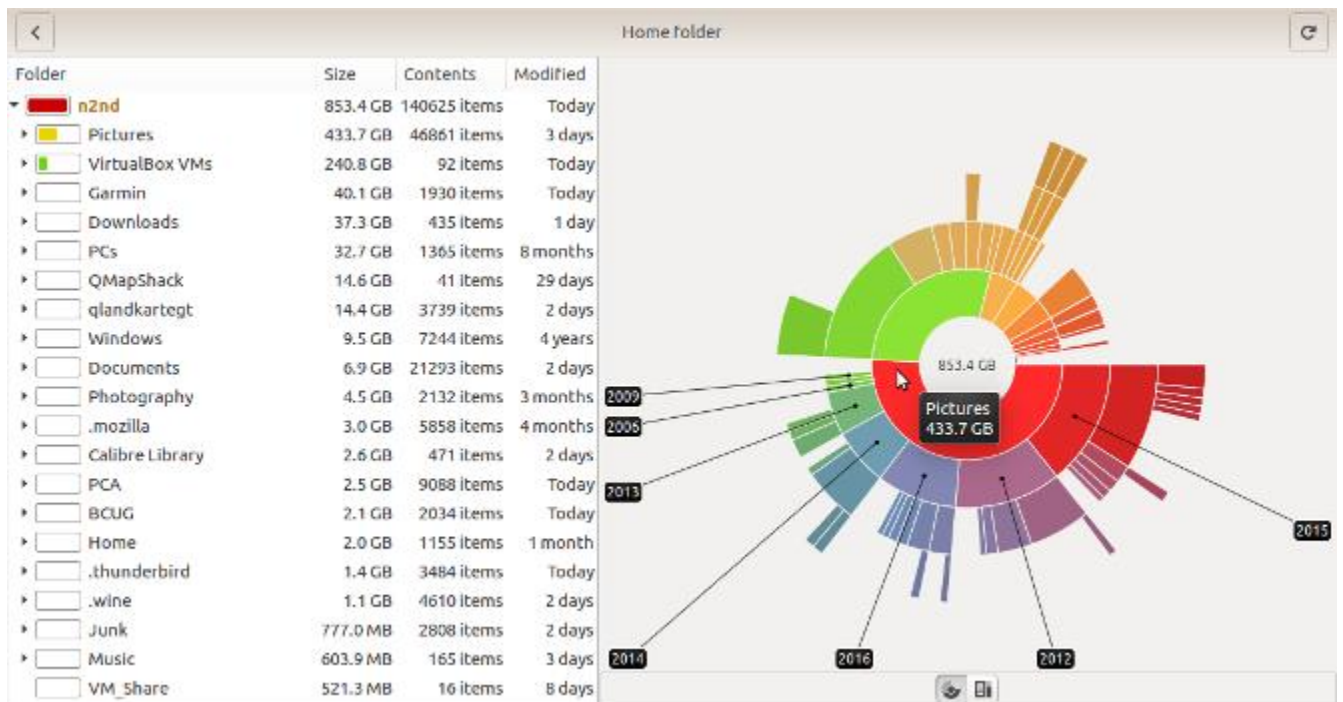 Home folder
Folder Size Contents Modified
n2nd 853.4 GB 140625 items Today
Pictures 433.7 GB 46861 items 3 days
VirtualBox VMs 240.8 GB 92 items Today
Garmin 40.1 GB 1930 items Today
Downloads 37.3 GB 435 items 1 day
PCs 32.7 GB 1365 items 8 months
QMapShack 14.6 GB 41 items 29 days
qlandkartegt 14.4 GB 3739 items 2 days
Windows 9.5 GB 7244 items 4 years
Documents 6.9 GB 21293 items 2 days
Photography 4.5 GB 2132 items 3 months
.mozilla 3.0 GB 5858 items 4 months
Calibre Library 2.6 GB 471 items 2 days
PCA 2.5 GB 9088 items Today
BCUG 2.1 GB 2034 items Today
Home 2.0 GB 1155 items 1 month
.thunderbird 1.4 GB 3484 items Today
.wine 1.1 GB 4610 items 2 days
Junk 777.0 MB 2808 items 2 days
Music 603.9 MB 165 items 3 days
VM_Share 521.3 MB 16 items 8 days
853.4 GB
Pictures
433.7 GB
2009
2006
2013
2015
2014
2016
2012